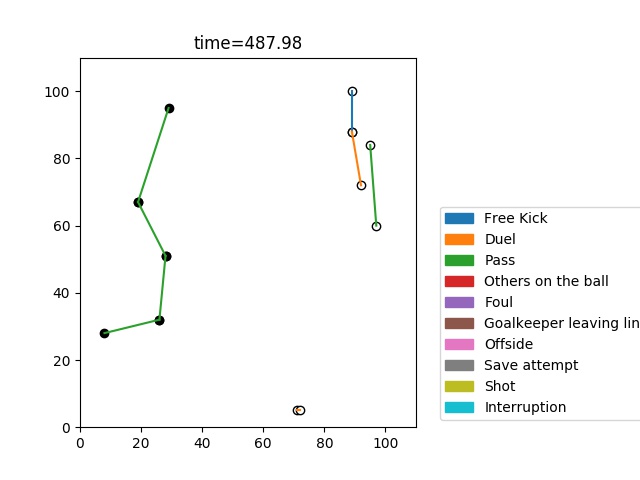 time=487.98
100
80
60
40
20
0
0 20 40 60 80 100
Free Kick
Duel
Pass
Others on the ball
Foul
Goalkeeper leaving lin
Offside
Save attempt
Shot
Interruption